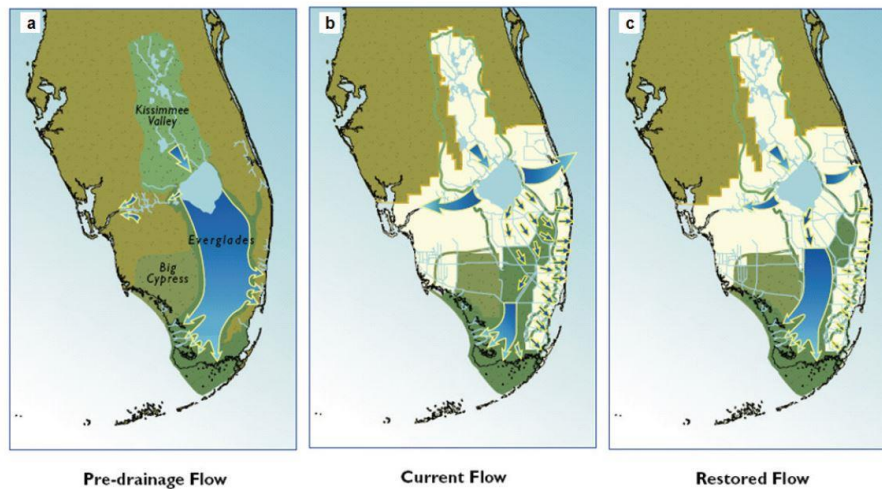 a
Kissimmee
Valley
Everglades
Big
Cypress
b
c
Pre-drainage Flow
Current Flow
Restored Flow